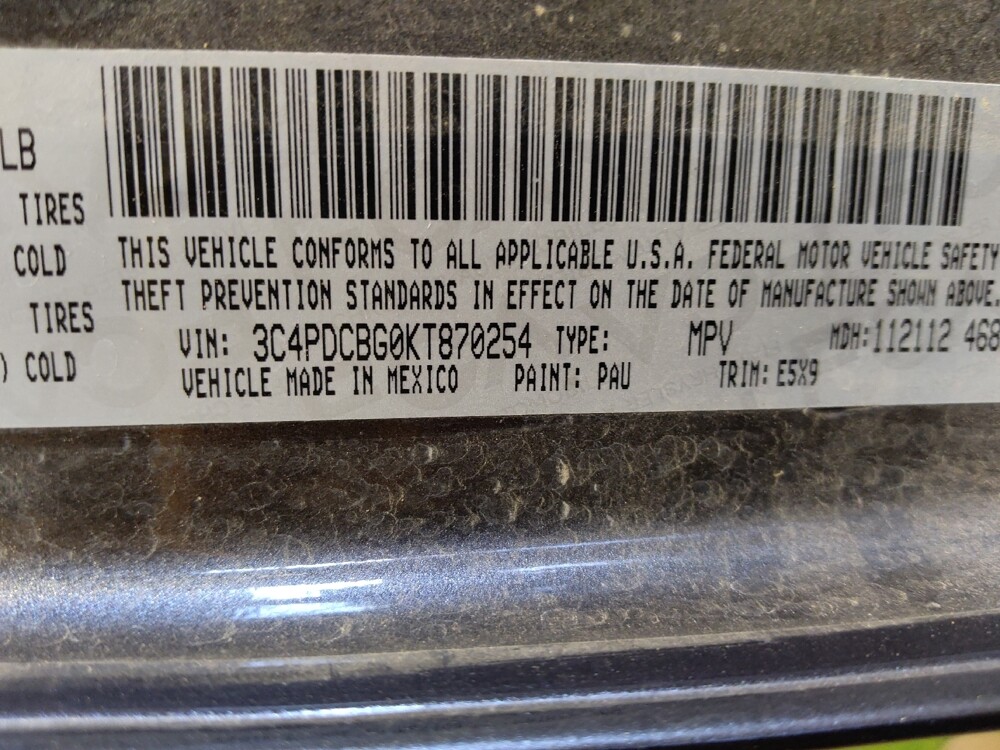 LB
TIRES
COLD
TIRES
) COLD
THIS VEHICLE CONFORMS TO ALL APPLICABLE U.S.A. FEDERAL MOTOR VEHICLE SAFETY
THEFT PREVENTION STANDARDS IN EFFECT ON THE DATE OF MANUFACTURE SHOWN ABOVE.
VIN: 3C4PDCBG0KT870254 TYPE: MPV MDH:112112 468
VEHICLE MADE IN MEXICO PAINT: PAU TRIM: E5X9